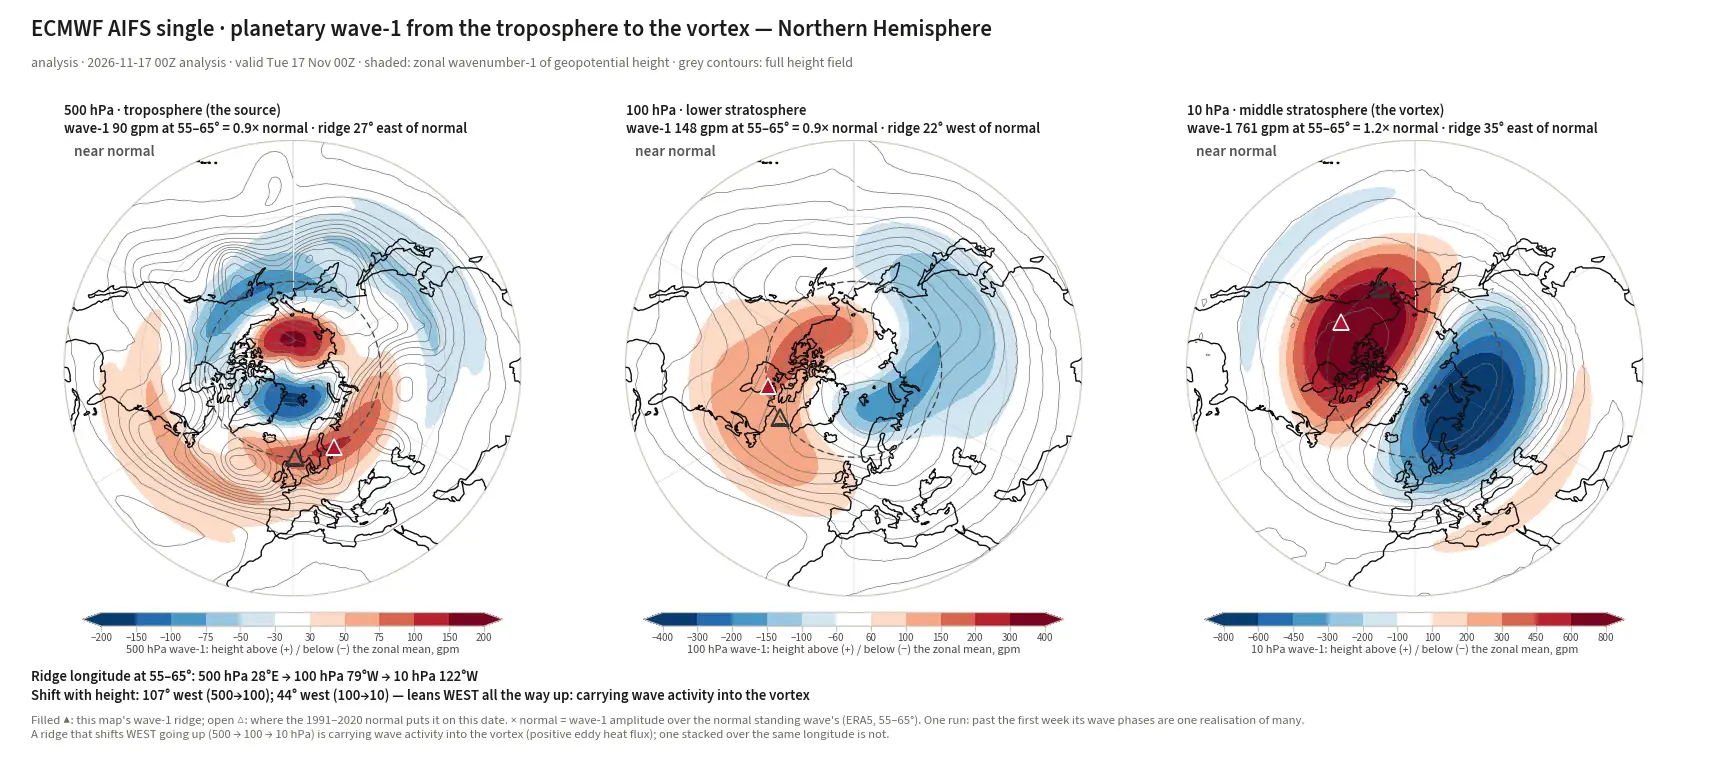 ECMWF AIFS single · planetary wave-1 from the troposphere to the vortex — Northern Hemisphere
analysis · 2026-11-17 00Z analysis · valid Tue 17 Nov 00Z · shaded: zonal wavenumber-1 of geopotential height · grey contours: full height field
500 hPa · troposphere (the source)
wave-1 90 gpm at 55–65° = 0.9× normal · ridge 27° east of normal
near normal
100 hPa · lower stratosphere
wave-1 148 gpm at 55–65° = 0.9× normal · ridge 22° west of normal
near normal
10 hPa · middle stratosphere (the vortex)
wave-1 761 gpm at 55–65° = 1.2× normal · ridge 35° east of normal
near normal
−200 −150 −100 −75 −50 −30 30 50 75 100 150 200
500 hPa wave-1: height above (+) / below (−) the zonal mean, gpm
−400 −300 −200 −150 −100 −60 60 100 150 200 300 400
100 hPa wave-1: height above (+) / below (−) the zonal mean, gpm
−800 −600 −450 −300 −200 −100 100 200 300 450 600 800
10 hPa wave-1: height above (+) / below (−) the zonal mean, gpm
Ridge longitude at 55–65°: 500 hPa 28°E → 100 hPa 79°W → 10 hPa 122°W
Shift with height: 107° west (500→100); 44° west (100→10) — leans WEST all the way up: carrying wave activity into the vortex
Filled ▲: this map's wave-1 ridge; open △: where the 1991–2020 normal puts it on this date. × normal = wave-1 amplitude over the normal standing wave's (ERA5, 55–65°). One run: past the first week its wave phases are one realisation of many.
A ridge that shifts WEST going up (500 → 100 → 10 hPa) is carrying wave activity into the vortex (positive eddy heat flux); one stacked over the same longitude is not.